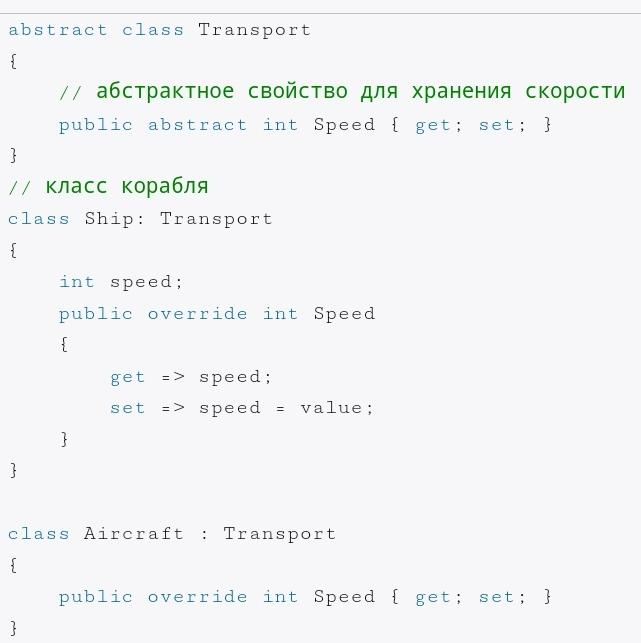 abstract class Transport
{
    // абстрактное свойство для хранения скорости
    public abstract int Speed { get; set; }
}
// класс корабля
class Ship: Transport
{
    int speed;
    public override int Speed
    {
        get => speed;
        set => speed = value;
    }
}

class Aircraft : Transport
{
    public override int Speed { get; set; }
}